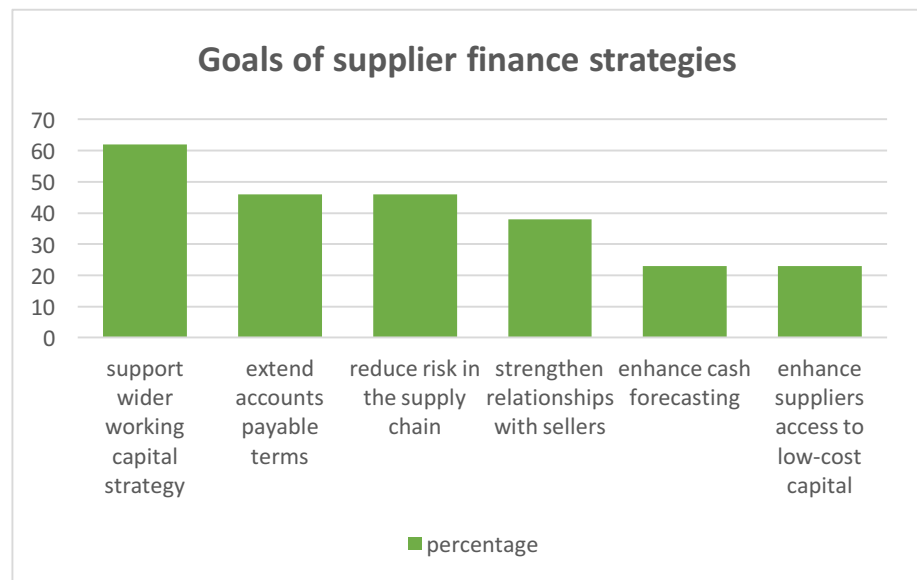 Goals of supplier finance strategies
70
60
50
40
30
20
10
0
support
wider
working
capital
strategy
extend
accounts
payable
terms
reduce risk in
the supply
chain
strengthen
relationships
with sellers
enhance cash
forecasting
enhance
suppliers
access to
low-cost
capital
percentage